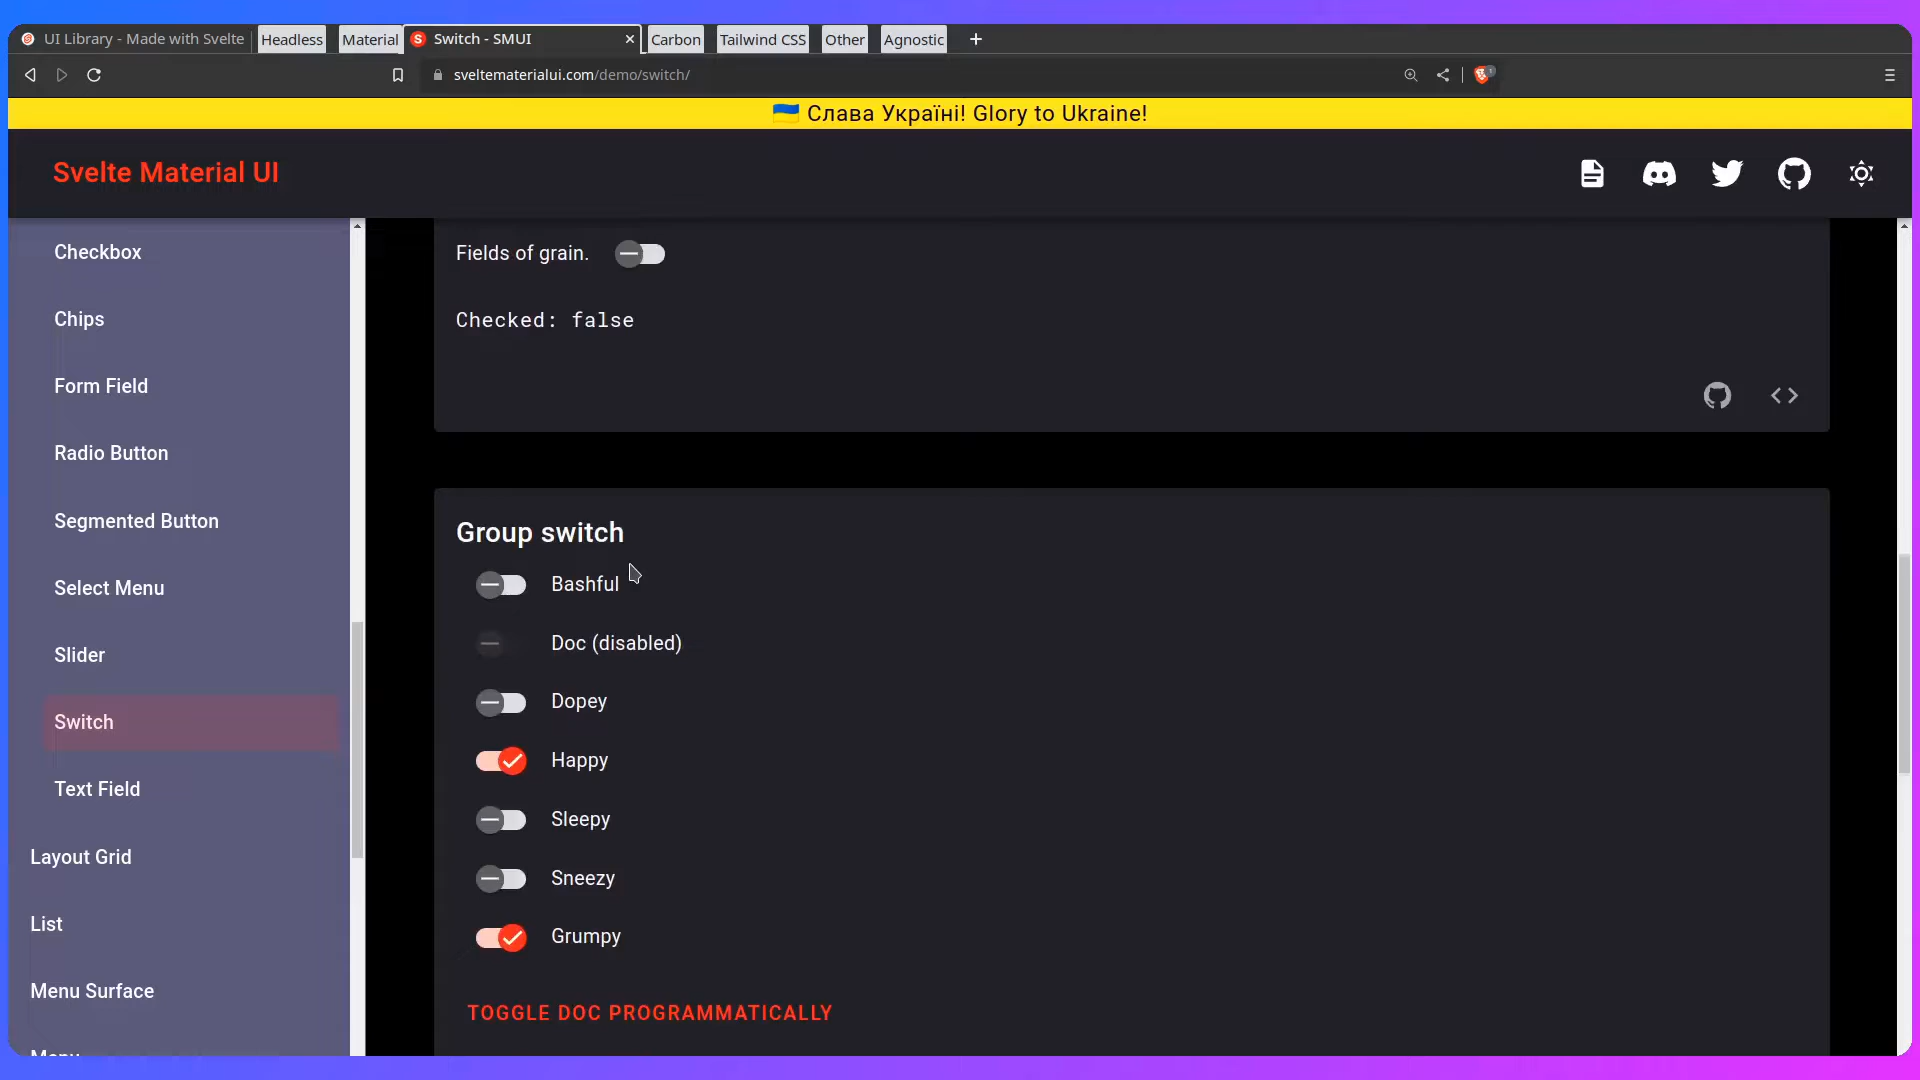 UI Library - Made with Svelte
Headless
Material
Switch - SMUI
Carbon
Tailwind CSS
Other
Agnostic
sveltematerialui.com/demo/switch/
🇺🇦 Слава Україні! Glory to Ukraine!
Svelte Material UI
Checkbox
Chips
Form Field
Radio Button
Segmented Button
Select Menu
Slider
Switch
Text Field
Layout Grid
List
Menu Surface
Menu
Fields of grain.
Checked: false
Group switch
Bashful
Doc (disabled)
Dopey
Happy
Sleepy
Sneezy
Grumpy
TOGGLE DOC PROGRAMMATICALLY